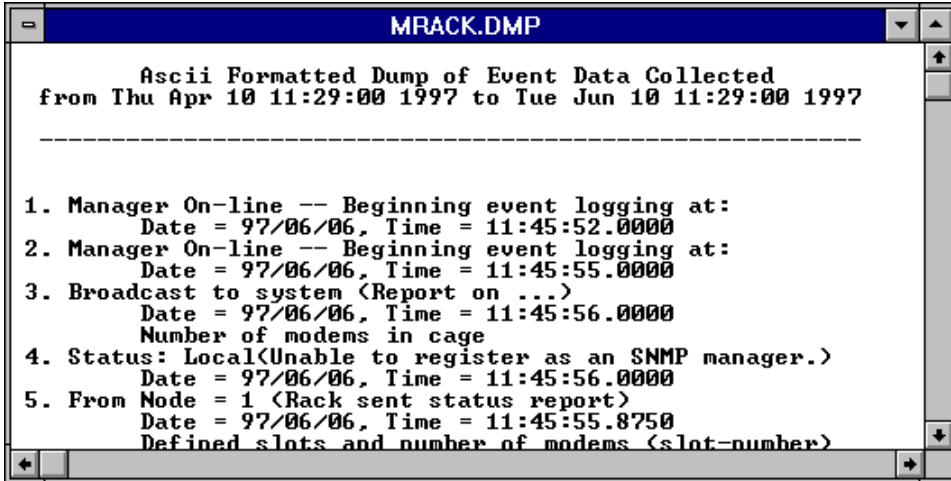 MRACK.DMP
Ascii Formatted Dump of Event Data Collected
from Thu Apr 10 11:29:00 1997 to Tue Jun 10 11:29:00 1997
1. Manager On-line -- Beginning event logging at:
Date = 97/06/06, Time = 11:45:52.0000
2. Manager On-line -- Beginning event logging at:
Date = 97/06/06, Time = 11:45:55.0000
3. Broadcast to system (Report on ...)
Date = 97/06/06, Time = 11:45:56.0000
Number of modems in cage
4. Status: Local(Unable to register as an SNMP manager.)
Date = 97/06/06, Time = 11:45:56.0000
5. From Node = 1 (Rack sent status report)
Date = 97/06/06, Time = 11:45:55.8750
Defined slots and number of modems (slot-number)